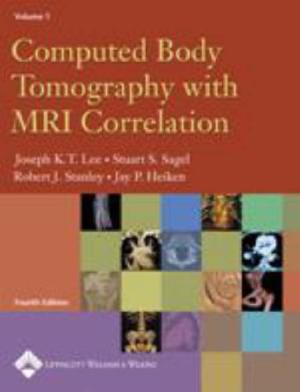 Volume 1
Computed Body
Tomography with
MRI Correlation
Joseph K.T. Lee • Stuart S. Sagel
Robert J. Stanley • Jay P. Heiken
Fourth Edition
LIPPINCOTT WILLIAMS & WILKINS